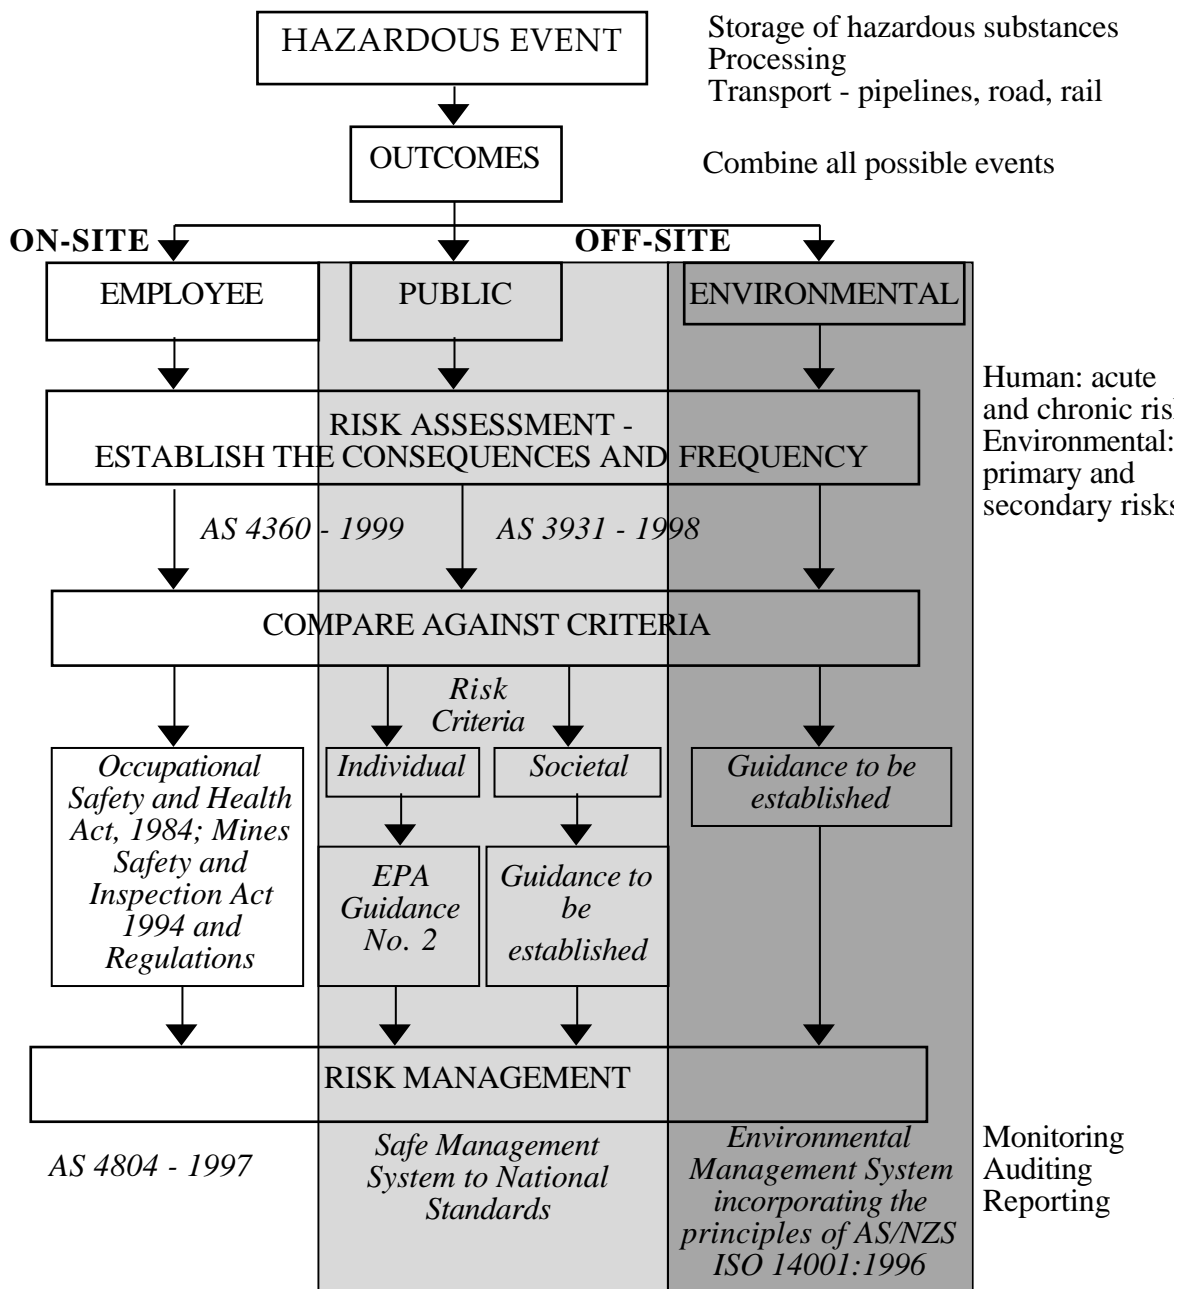 HAZARDOUS EVENT
Storage of hazardous substances
Processing
Transport - pipelines, road, rail
OUTCOMES
Combine all possible events
ON-SITE
OFF-SITE
EMPLOYEE
PUBLIC
ENVIRONMENTAL
RISK ASSESSMENT -
ESTABLISH THE CONSEQUENCES AND FREQUENCY
Human: acute
and chronic ris
Environmental:
primary and
secondary risks
AS 4360 - 1999
AS 3931 - 1998
COMPARE AGAINST CRITERIA
Risk
Criteria
Occupational
Safety and Health
Act, 1984; Mines
Safety and
Inspection Act
1994 and
Regulations
Individual
Societal
Guidance to be
established
EPA
Guidance
No. 2
Guidance to
be
established
RISK MANAGEMENT
AS 4804 - 1997
Safe Management
System to National
Standards
Environmental
Management System
incorporating the
principles of AS/NZS
ISO 14001:1996
Monitoring
Auditing
Reporting